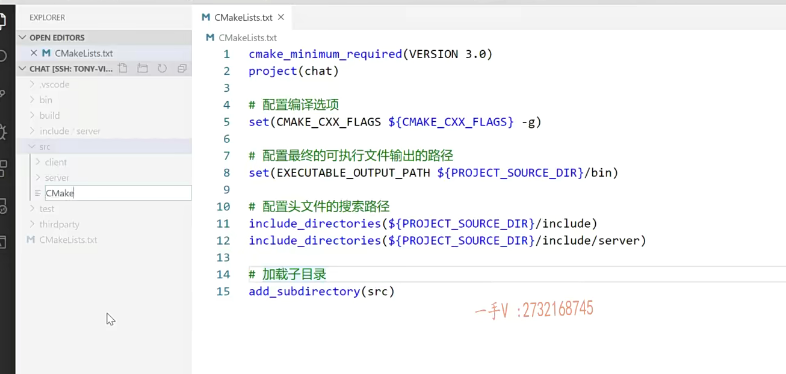 EXPLORER
OPEN EDITORS
CMakeLists.txt
CHAT [SSH: TONY-VI...
.vscode
bin
build
include / server
src
client
server
CMake
test
thirdparty
CMakeLists.txt
CMakeLists.txt
CMakeLists.txt
1 cmake_minimum_required(VERSION 3.0)
2 project(chat)
3
4 # 配置编译选项
5 set(CMAKE_CXX_FLAGS ${CMAKE_CXX_FLAGS} -g)
6
7 # 配置最终的可执行文件输出的路径
8 set(EXECUTABLE_OUTPUT_PATH ${PROJECT_SOURCE_DIR}/bin)
9
10 # 配置头文件的搜索路径
11 include_directories(${PROJECT_SOURCE_DIR}/include)
12 include_directories(${PROJECT_SOURCE_DIR}/include/server)
13
14 # 加载子目录
15 add_subdirectory(src)
一手V :2732168745